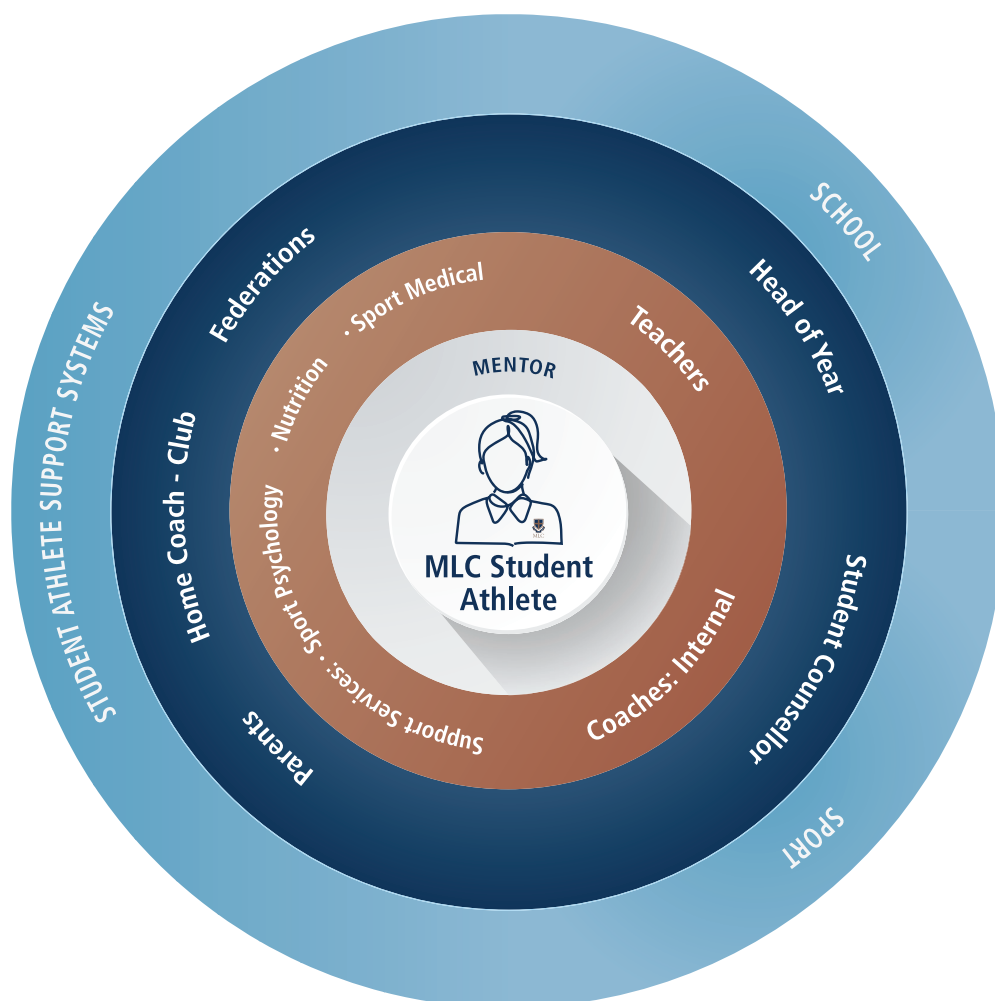 STUDENT ATHLETE SUPPORT SYSTEMS
SCHOOL
SPORT
Federations
Home Coach - Club
Parents
Head of Year
Student Counsellor
Support Services: · Sport Psychology
· Nutrition
· Sport Medical
Teachers
Coaches: Internal
MENTOR
MLC
MLC Student
Athlete